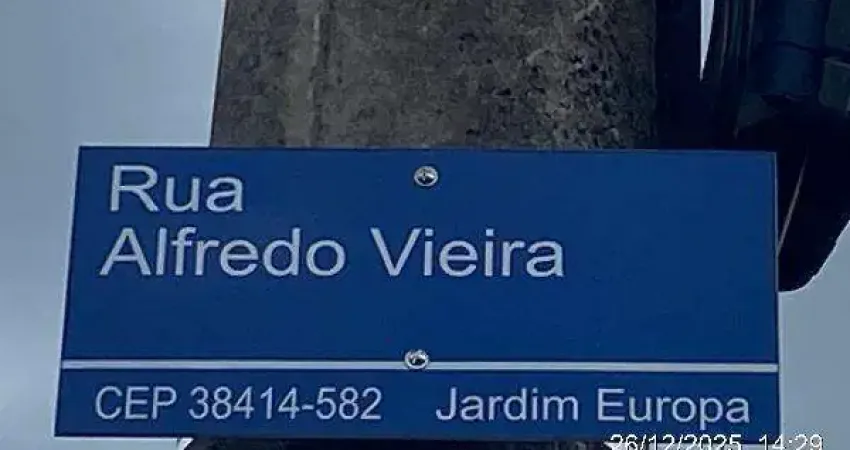 Rua
Alfredo Vieira
CEP 38414-582 Jardim Europa
26/12/2025 14:29